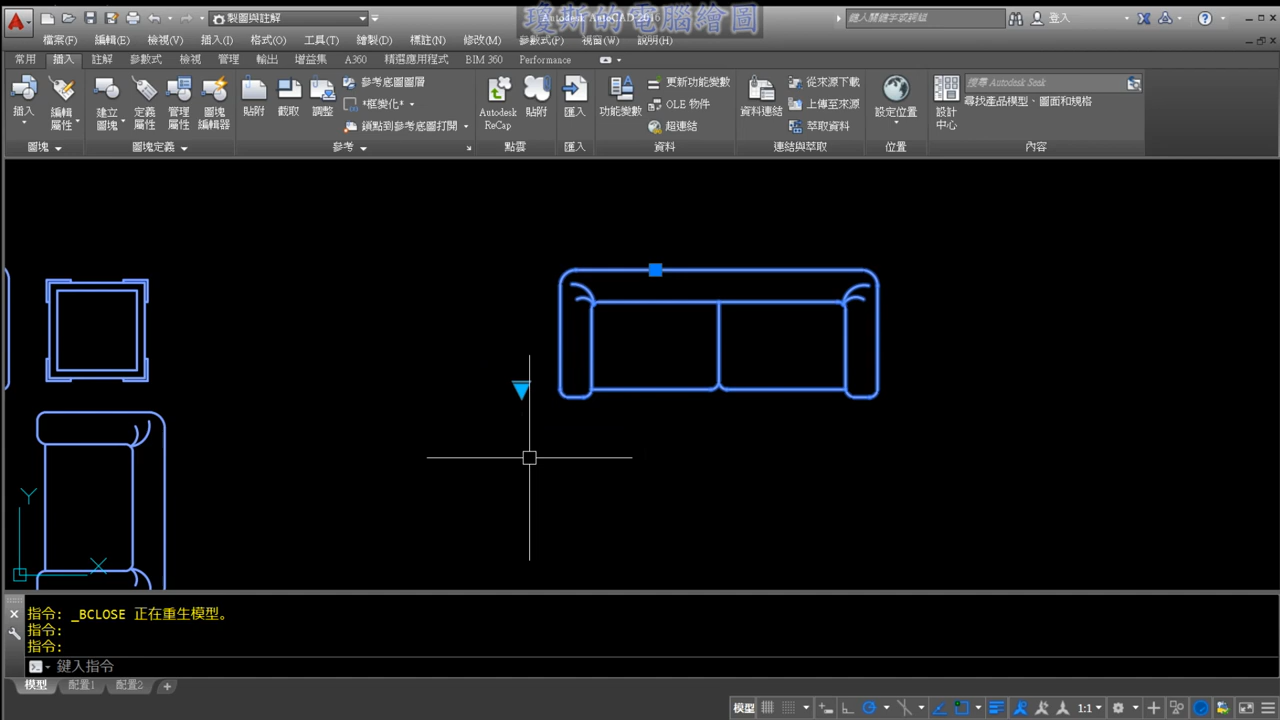 製圖與註解
Autodesk AutoCAD 2016
瓊斯的電腦繪圖
鍵入關鍵字或片語
登入
檔案(F) 編輯(E) 檢視(V) 插入(I) 格式(O) 工具(T) 繪製(D) 標註(N) 修改(M) 參數式(P) 視窗(W) 說明(H)
常用 插入 註解 參數式 檢視 管理 輸出 增益集 A360 精選應用程式 BIM 360 Performance
插入
編輯屬性
建立圖塊
定義屬性
管理屬性
圖塊編輯器
貼附
截取
調整
參考底圖圖層
*框變化*
鎖點到參考底圖打開
Autodesk ReCap
貼附
匯入
功能變數
更新功能變數
OLE 物件
超連結
資料連結
從來源下載
上傳至來源
萃取資料
設定位置
設計中心
搜尋 Autodesk Seek
尋找產品模型、圖面和規格
圖塊 圖塊定義 參考 點雲 匯入 資料 連結與萃取 位置 內容
Y
X
指令: _BCLOSE 正在重生模型。
指令:
指令:
鍵入指令
模型 配置1 配置2 +
模型 1:1